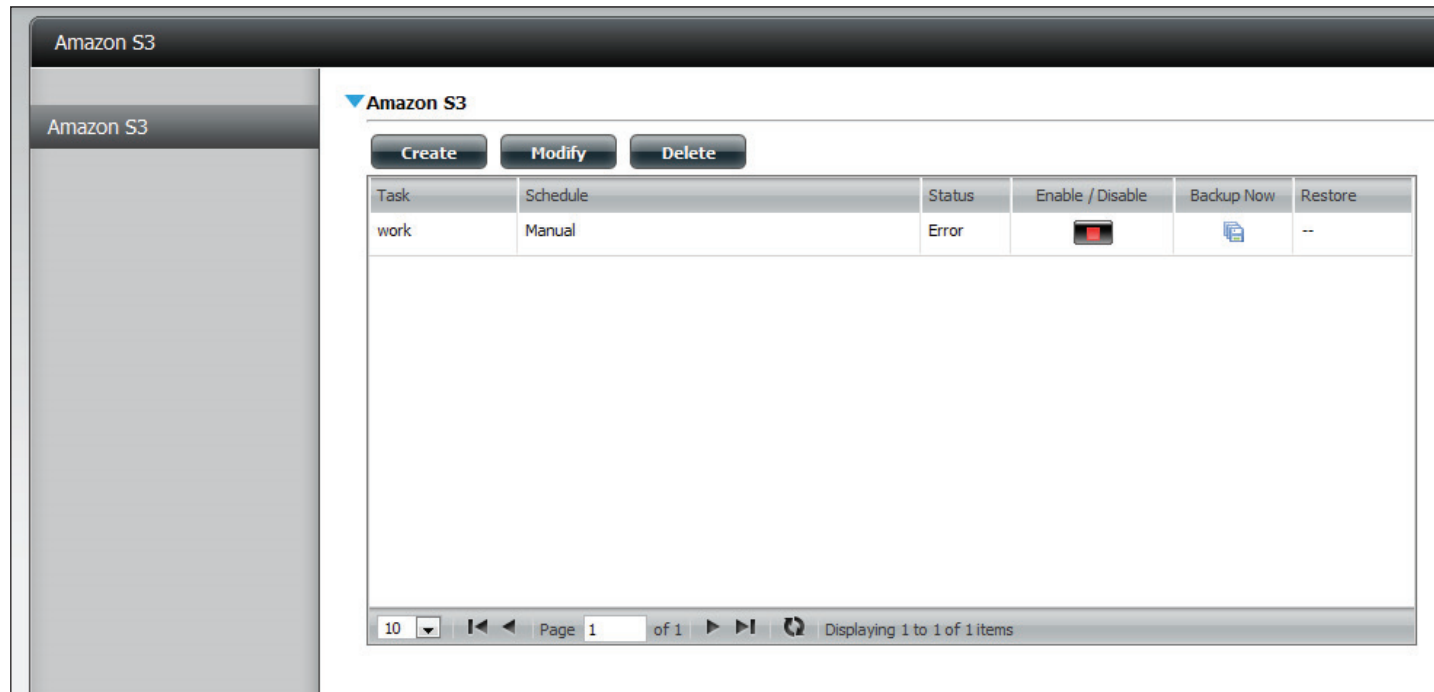 Amazon S3
Amazon S3
Amazon S3
Create Modify Delete
Task Schedule Status Enable / Disable Backup Now Restore
work Manual Error --
10 Page 1 of 1 Displaying 1 to 1 of 1 items